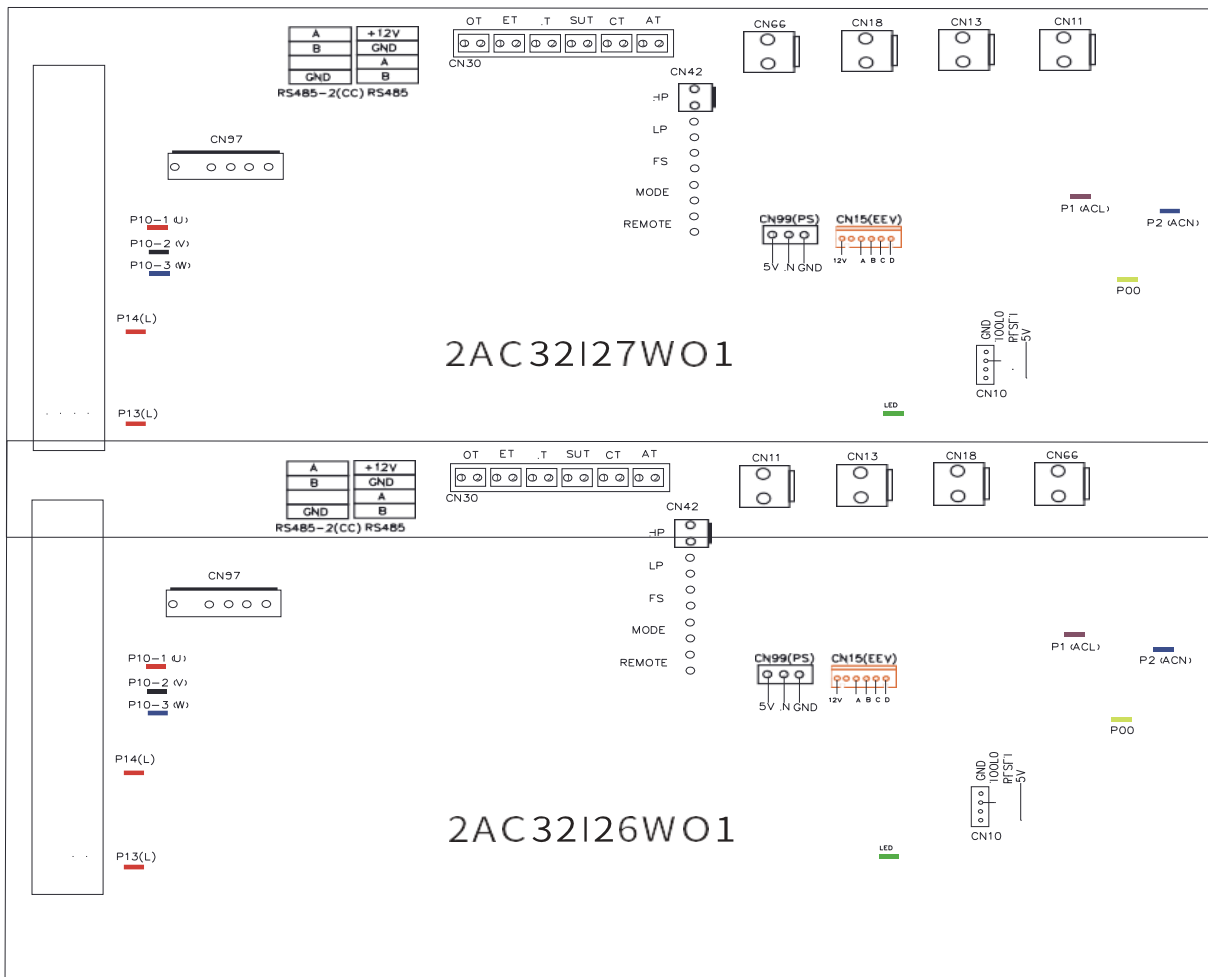 OT ET .T SUT CT AT
CN66 CN18 CN13 CN11
A +12V
B GND
A
GND B
RS485-2(CC) RS485
CN30
CN42
.HP
LP
FS
MODE
REMOTE
CN97
P10-1 (U)
P10-2 (V)
P10-3 (W)
CN99(PS) CN15(EEV)
5V .N GND
12V A B C D
P1 (ACL)
P2 (ACN)
P00
P14(L)
2AC32I27WO1
GND
5V
CN10
P13(L)
LED
OT ET .T SUT CT AT
CN11 CN13 CN18 CN66
A +12V
B GND
A
GND B
RS485-2(CC) RS485
CN30
CN42
.HP
LP
FS
MODE
REMOTE
CN97
P10-1 (U)
P10-2 (V)
P10-3 (W)
CN99(PS) CN15(EEV)
5V .N GND
12V A B C D
P1 (ACL)
P2 (ACN)
P00
P14(L)
2AC32I26WO1
GND
5V
CN10
P13(L)
LED